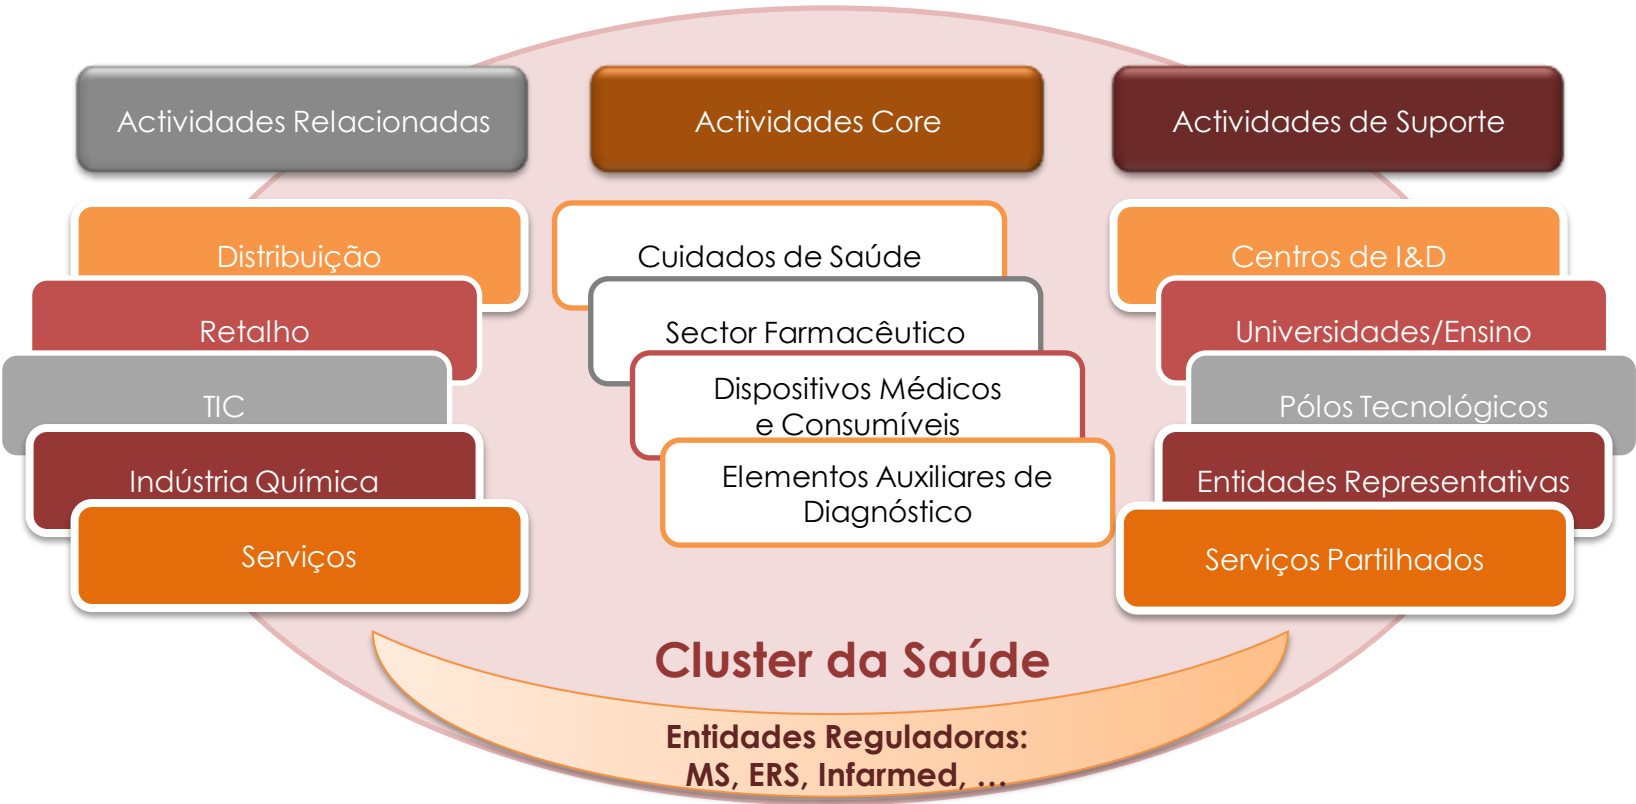 Actividades Relacionadas
Distribuição
Retalho
TIC
Indústria Química
Serviços
Actividades Core
Cuidados de Saúde
Sector Farmacêutico
Dispositivos Médicos
e Consumíveis
Elementos Auxiliares de
Diagnóstico
Actividades de Suporte
Centros de I&D
Universidades/Ensino
Pólos Tecnológicos
Entidades Representativas
Serviços Partilhados
Cluster da Saúde
Entidades Reguladoras:
MS, ERS, Infarmed, ...